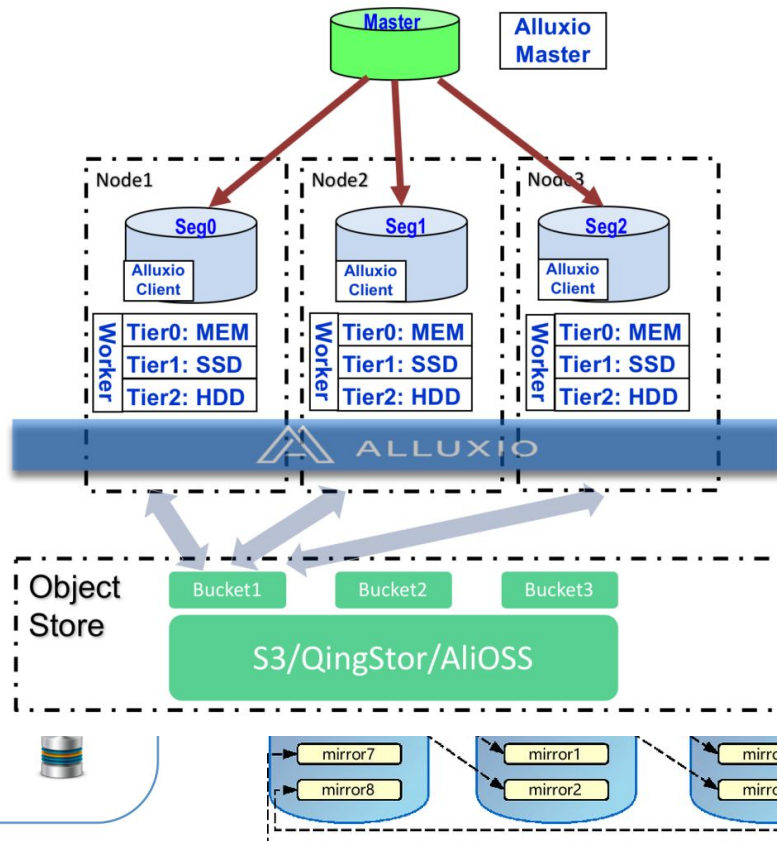 Master
Alluxio
Master
Node1
Node2
Node3
Seg0
Seg1
Seg2
Alluxio
Client
Alluxio
Client
Alluxio
Client
Worker
Tier0: MEM
Tier1: SSD
Tier2: HDD
Worker
Tier0: MEM
Tier1: SSD
Tier2: HDD
Worker
Tier0: MEM
Tier1: SSD
Tier2: HDD
ALLUXIO
Object
Store
Bucket1
Bucket2
Bucket3
S3/QingStor/AliOSS
mirror7
mirror1
mirro
mirror8
mirror2
mirro